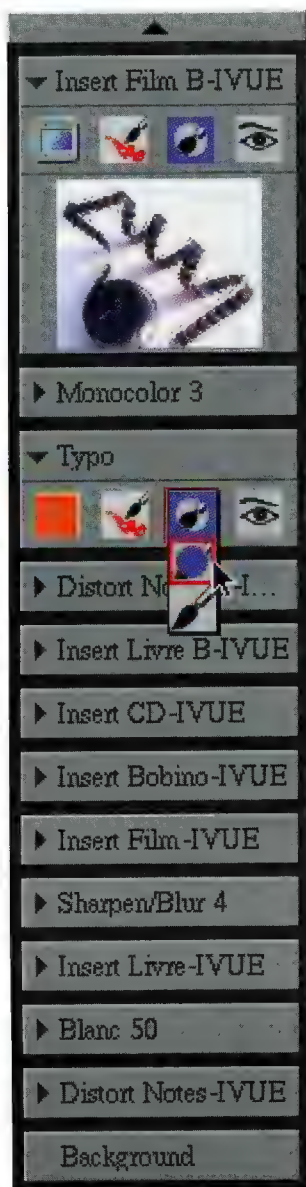 Insert Film B-IVUE
Monocolor 3
Typo
Distort No -I...
Insert Livre B-IVUE
Insert CD-IVUE
Insert Bobino-IVUE
Insert Film-IVUE
Sharpen/Blur 4
Insert Livre-IVUE
Blanc 50
Distort Notes-IVUE
Background